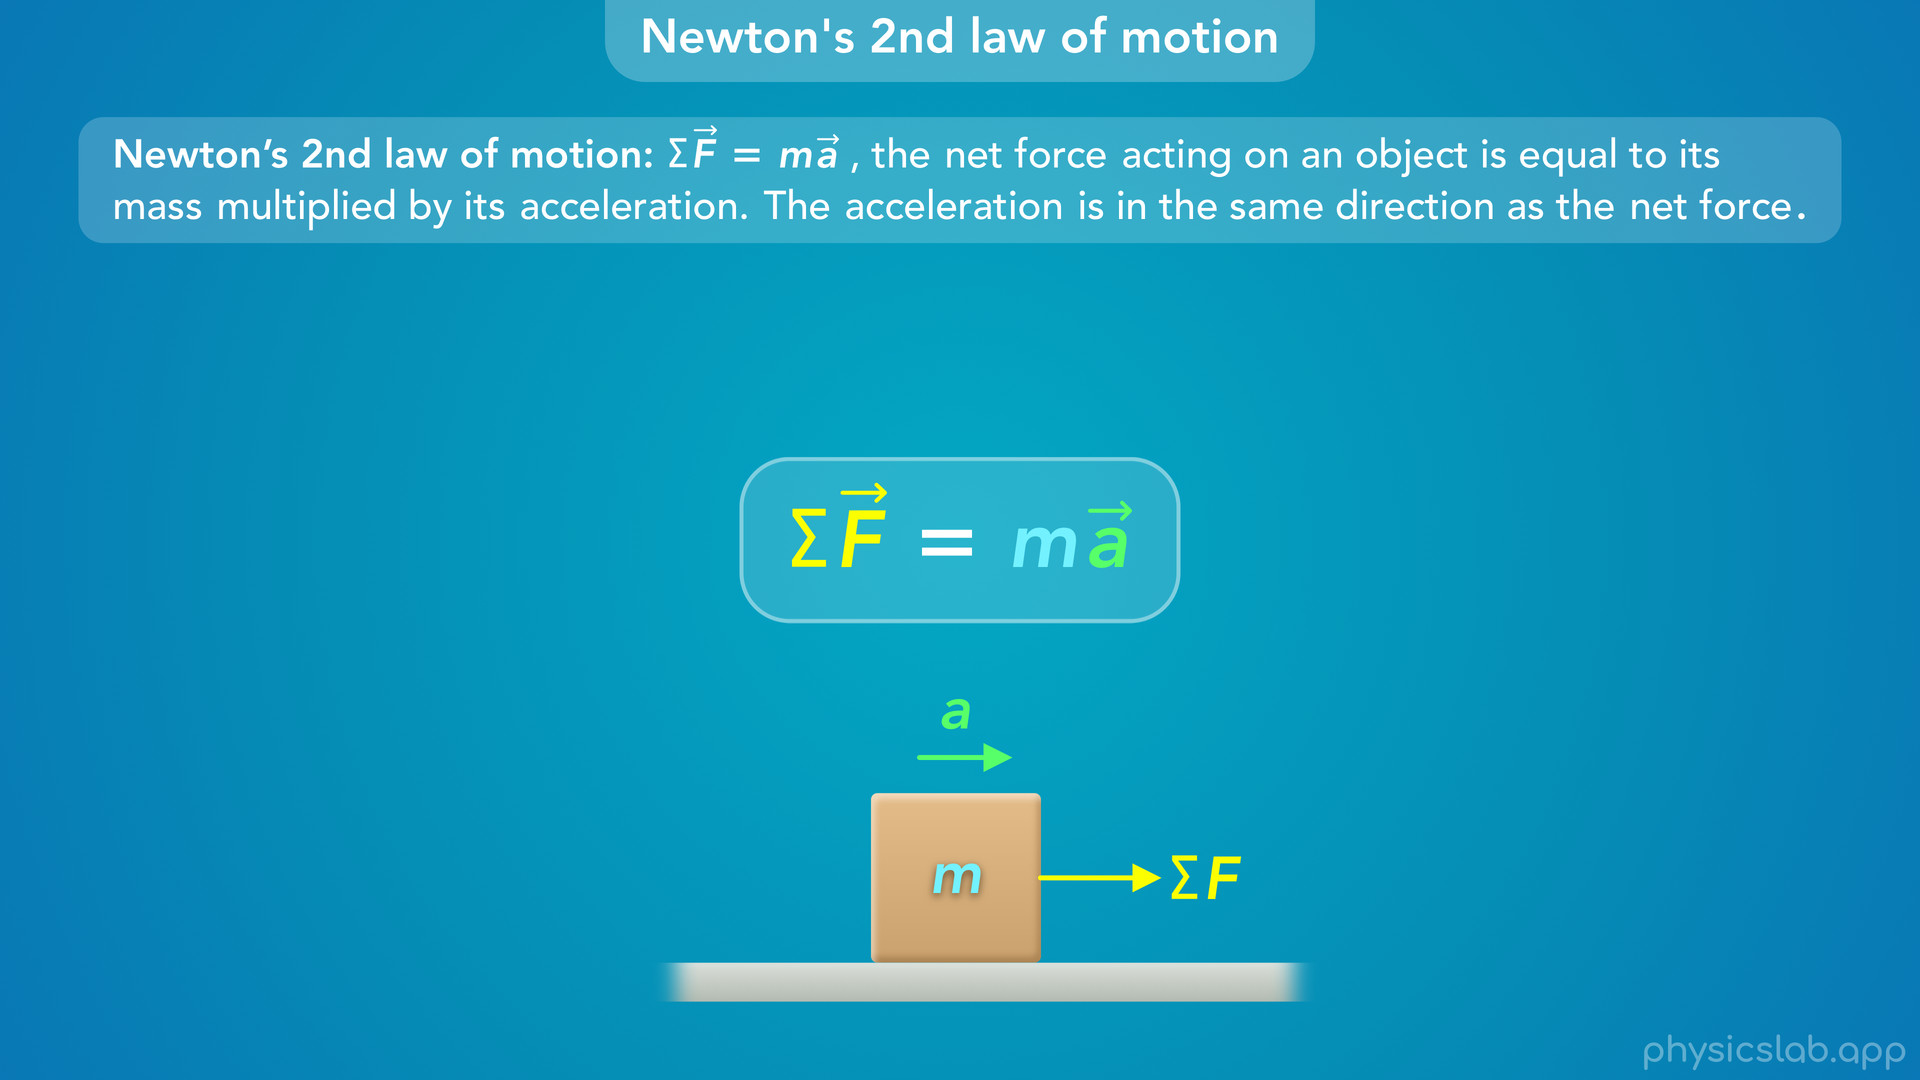 Newton's 2nd law of motion
Newton’s 2nd law of motion: ΣF⃗ = ma⃗ , the net force acting on an object is equal to its
mass multiplied by its acceleration. The acceleration is in the same direction as the net force.
ΣF⃗ = ma⃗
a
m
ΣF
physicslab.app